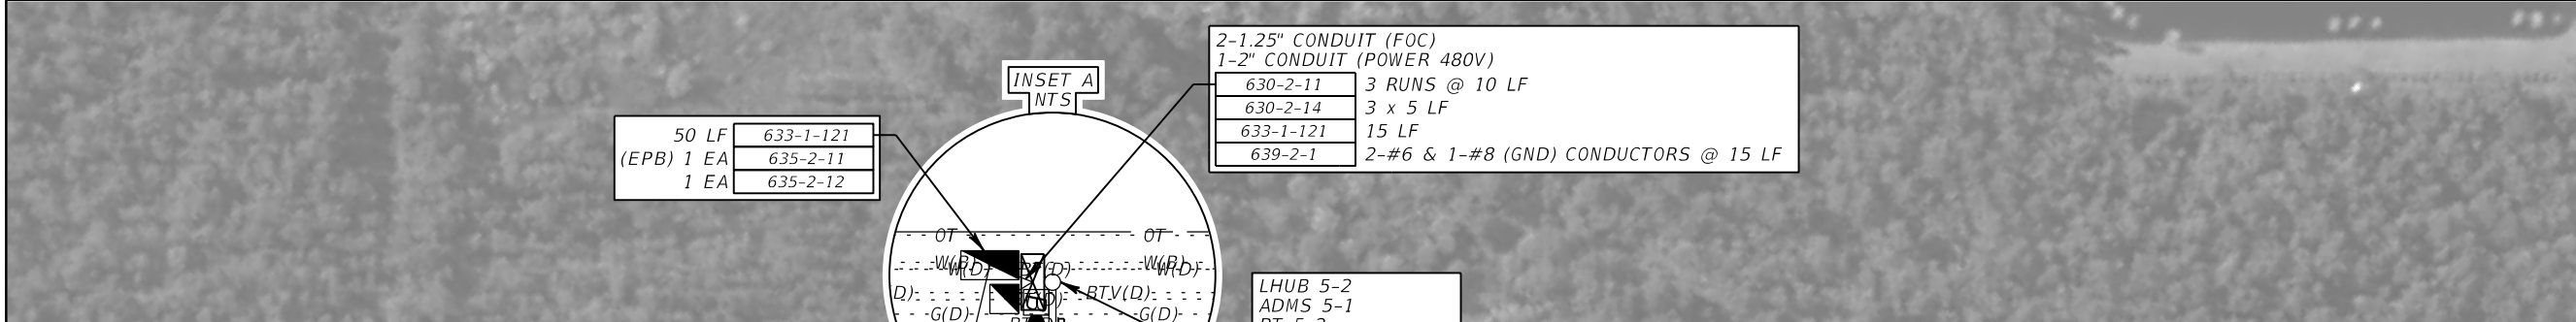 2-1.25" CONDUIT (FOC)
1-2" CONDUIT (POWER 480V)
630-2-11 3 RUNS @ 10 LF
630-2-14 3 x 5 LF
633-1-121 15 LF
639-2-1 2-#6 & 1-#8 (GND) CONDUCTORS @ 15 LF
INSET A
NTS
50 LF 633-1-121
(EPB) 1 EA 635-2-11
1 EA 635-2-12
OT OT
W(B) W(B)
W(D) W(D)
D) BTV(D)
G(D) G(D)
LHUB 5-2
ADMS 5-1